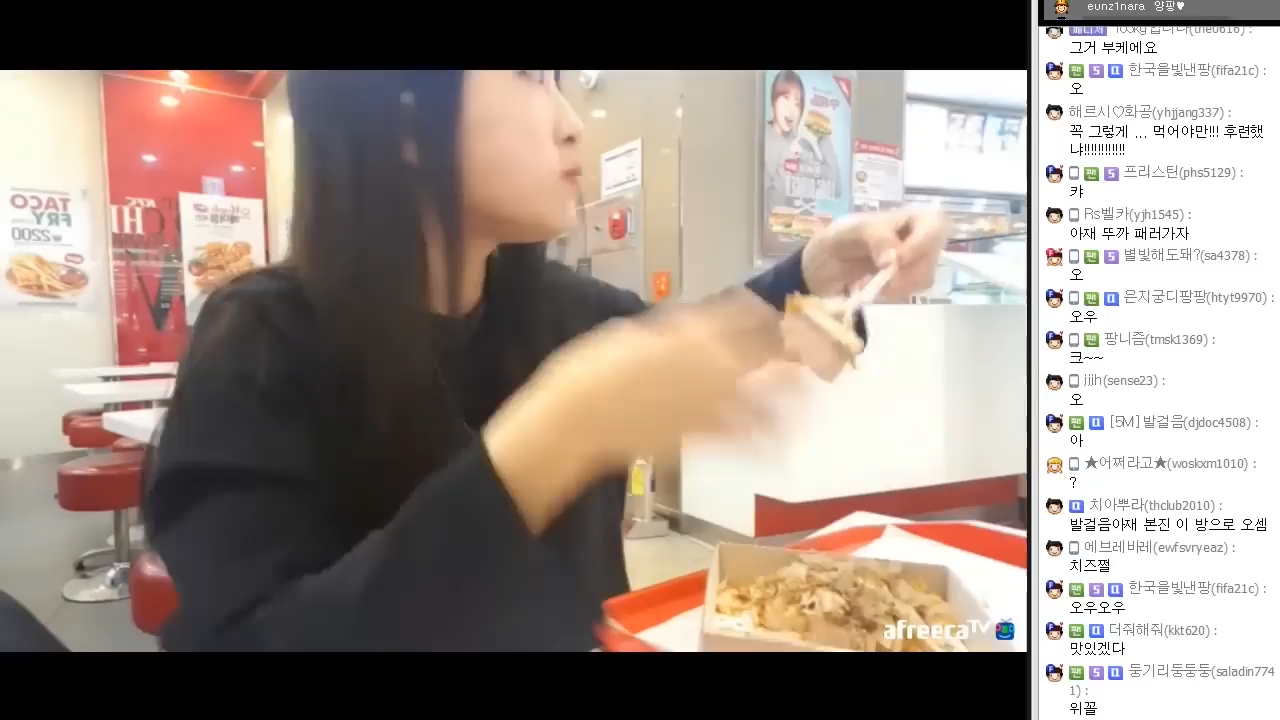 TACO
FRY
₩2200
afreecaTV
eunz1nara 양팡♥
그거 부케에요
한국을빛낸팡(fifa21c) :
오
해르시♡화공(yhjjang337) :
꼭 그렇게 ... 먹어야만!!! 후련했
냐!!!!!!!!!!!!
프리스틴(phs5129) :
캬
Rs벨카(yjh1545) :
아재 뚜까 패러가자
별빛해도돼?(sa4378) :
오
은지궁디팡팡(htyt9970) :
오우
팡니즘(tmsk1369) :
크~~
jjjh(sense23) :
오
[5M] 발걸음(djdoc4508) :
아
★어쩌라고★(woskxm1010) :
?
치아뿌라(thclub2010) :
발걸음아재 본진 이 방으로 오셈
에브레바레(ewfsvryeaz) :
치즈쫄
한국을빛낸팡(fifa21c) :
오우오우
더줘해줘(kkt620) :
맛있겠다
둥기리둥둥둥(saladin774
1) :
위꼴